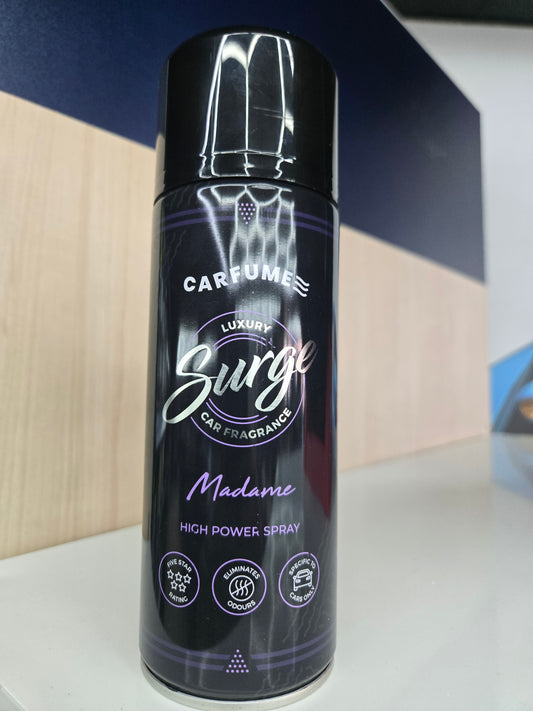 CARFUME
LUXURY
Surge
CAR FRAGRANCE
Madame
HIGH POWER SPRAY
FIVE STAR
RATING
ELIMINATES
ODOURS
SPECIFIC TO
CARS ONLY